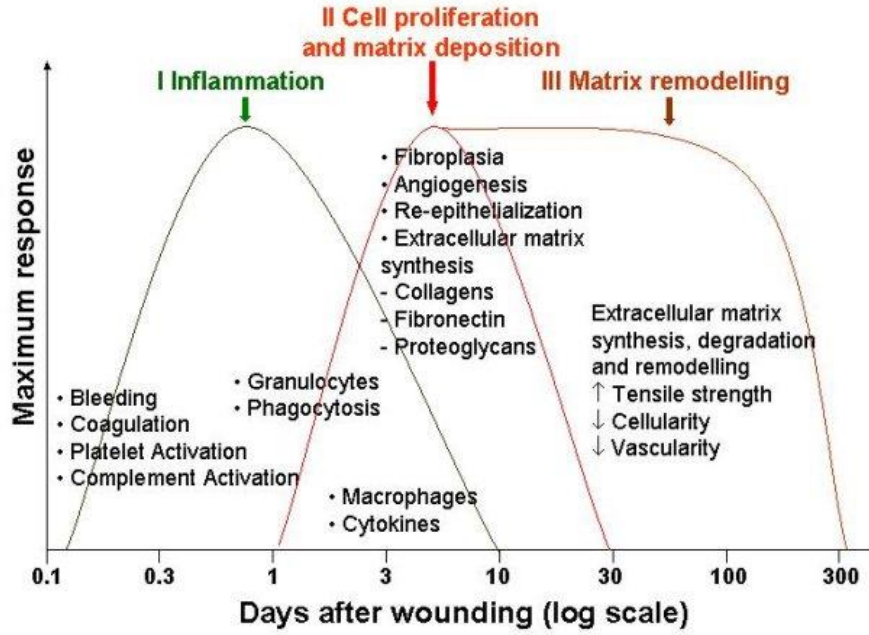 II Cell proliferation
and matrix deposition
I Inflammation
III Matrix remodelling
Maximum response
• Fibroplasia
• Angiogenesis
• Re-epithelialization
• Extracellular matrix
synthesis
- Collagens
- Fibronectin
- Proteoglycans
Extracellular matrix
synthesis, degradation
and remodelling
↑ Tensile strength
↓ Cellularity
↓ Vascularity
• Granulocytes
• Phagocytosis
• Bleeding
• Coagulation
• Platelet Activation
• Complement Activation
• Macrophages
• Cytokines
0.1 0.3 1 3 10 30 100 300
Days after wounding (log scale)